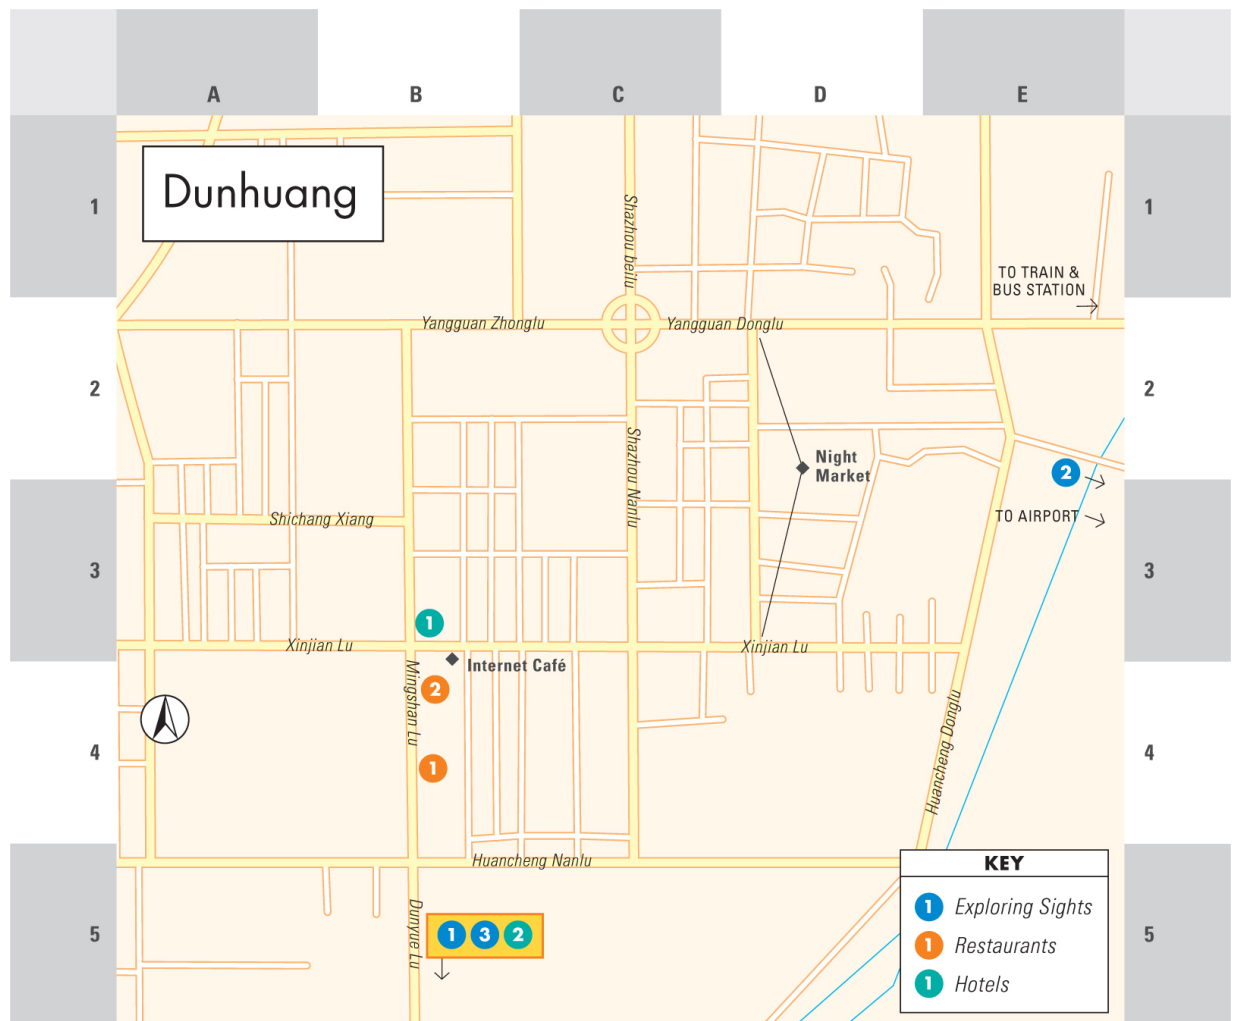 A
B
C
D
E
1
Dunhuang
1
Shazhou beilu
TO TRAIN &
BUS STATION
Yangguan Zhonglu
Yangguan Donglu
2
2
Shazhou Nanlu
Night
Market
2
Shichang Xiang
TO AIRPORT
3
3
1
Xinjian Lu
Xinjian Lu
Internet Café
Mingshan Lu
2
Huancheng Donglu
4
4
1
Huancheng Nanlu
KEY
1 Exploring Sights
1 Restaurants
1 Hotels
5
Dunyue Lu
1 3 2
5